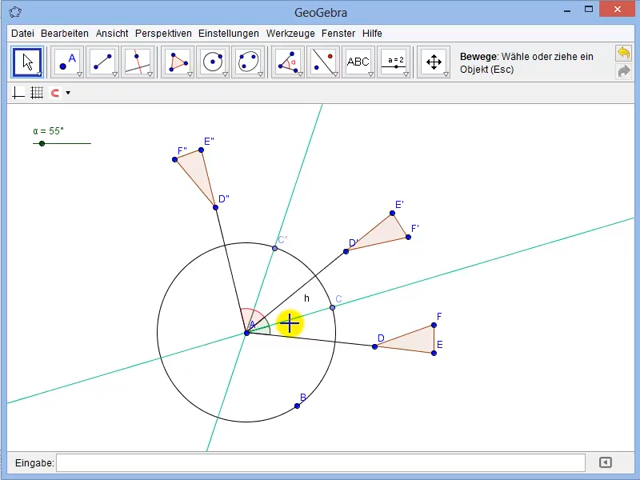 GeoGebra
Datei Bearbeiten Ansicht Perspektiven Einstellungen Werkzeuge Fenster Hilfe
A
α
ABC
a = 2
Bewege: Wähle oder ziehe ein
Objekt (Esc)
α = 55°
F"
E"
D"
E'
F'
D'
C'
h
C
A
F
D
E
B
Eingabe: